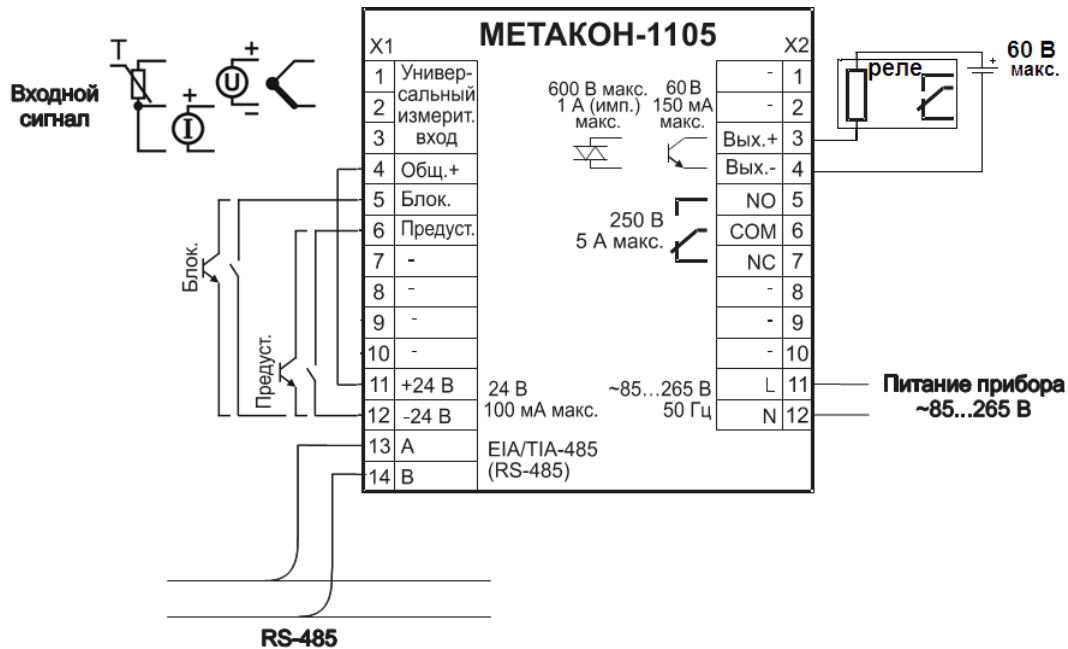 МЕТАКОН-1105
X1
X2
T
+
U
−
+
I
Входной
сигнал
1
2
3
Универ-
сальный
измерит.
вход
4 Общ.+
5 Блок.
6 Предуст.
7 -
8 -
9 -
10 -
11 +24 В
12 -24 В
13 A
14 B
Блок.
Предуст.
24 В
100 мА макс.
EIA/TIA-485
(RS-485)
600 В макс.
1 А (имп.)
макс.
60 В
150 мА
макс.
250 В
5 А макс.
~85...265 В
50 Гц
- 1
- 2
Вых.+ 3
Вых.- 4
NO 5
COM 6
NC 7
- 8
- 9
- 10
L 11
N 12
реле
+
60 В
макс.
Питание прибора
~85...265 В
RS-485